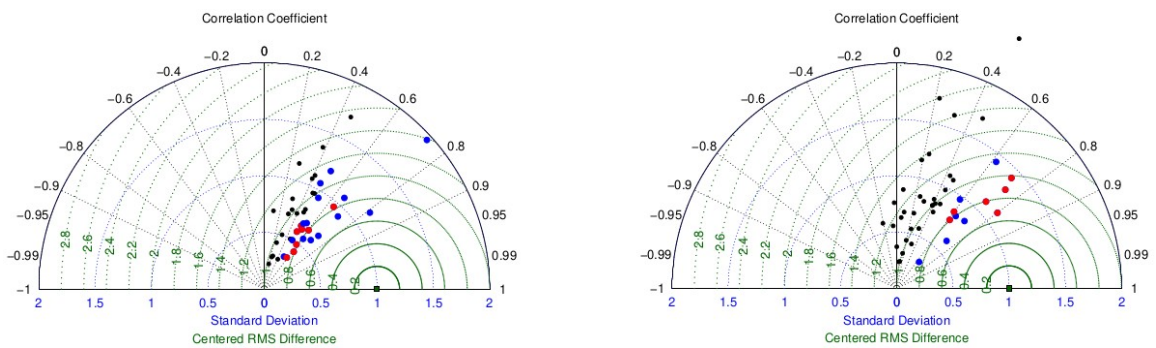 Correlation Coefficient
0
−0.2 0.2
−0.4 0.4
−0.6 0.6
−0.8 0.8
−0.9 0.9
−0.95 0.95
−0.99 0.99
−1 1
2.8 2.6 2.4 2.2 2 1.8 1.6 1.4 1.2 1 0.8 0.6 0.4 0.2
2 1.5 1 0.5 0 0.5 1 1.5 2
Standard Deviation
Centered RMS Difference
Correlation Coefficient
0
−0.2 0.2
−0.4 0.4
−0.6 0.6
−0.8 0.8
−0.9 0.9
−0.95 0.95
−0.99 0.99
−1 1
2.8 2.6 2.4 2.2 2 1.8 1.6 1.4 1.2 1 0.8 0.6 0.4 0.2
2 1.5 1 0.5 0 0.5 1 1.5 2
Standard Deviation
Centered RMS Difference